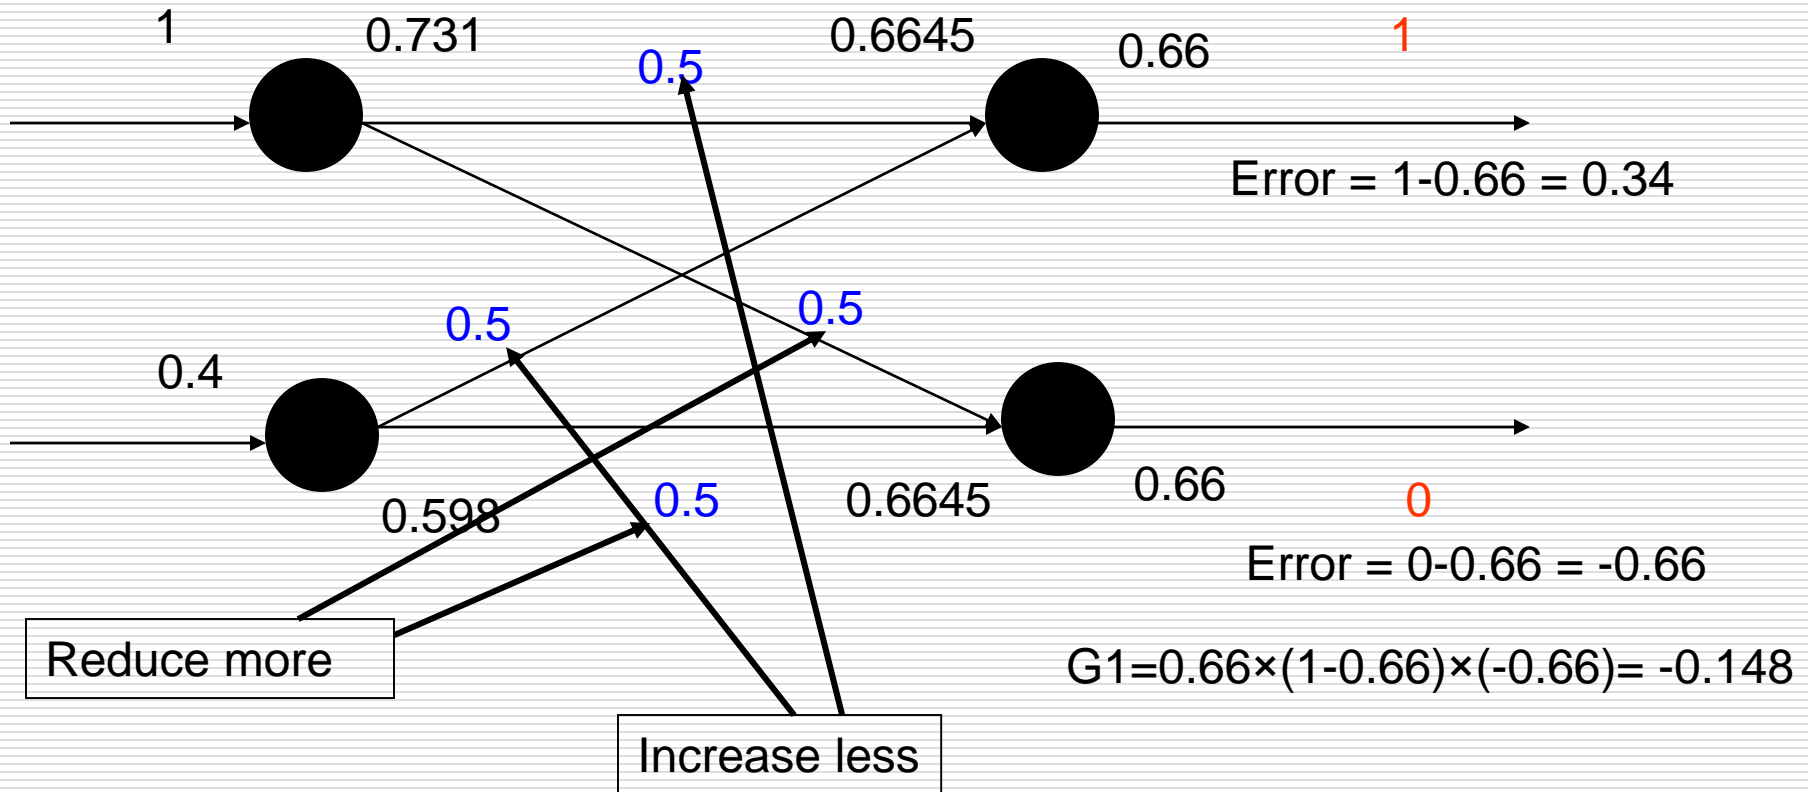 1
0.731
0.5
0.6645
0.66
1
Error = 1-0.66 = 0.34
0.5
0.5
0.4
0.598
0.5
0.6645
0.66
0
Error = 0-0.66 = -0.66
Reduce more
G1=0.66×(1-0.66)×(-0.66)= -0.148
Increase less